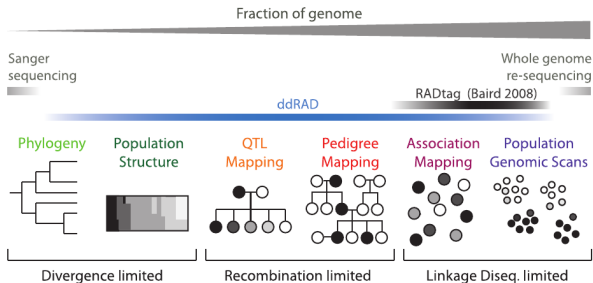 Fraction of genome
Sanger
sequencing
Whole genome
re-sequencing
ddRAD
RADtag (Baird 2008)
Phylogeny
Population
Structure
QTL
Mapping
Pedigree
Mapping
Association
Mapping
Population
Genomic Scans
Divergence limited
Recombination limited
Linkage Diseq. limited